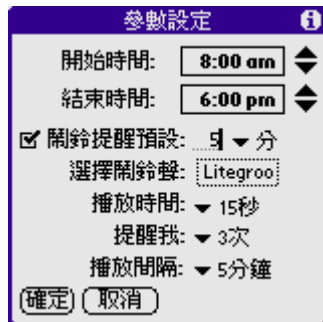 參數設定
開始時間: 8:00 am
結束時間: 6:00 pm
鬧鈴提醒預設: 5 分
選擇鬧鈴聲: Litegroo
播放時間: 15秒
提醒我: 3次
播放間隔: 5分鐘
確定 取消